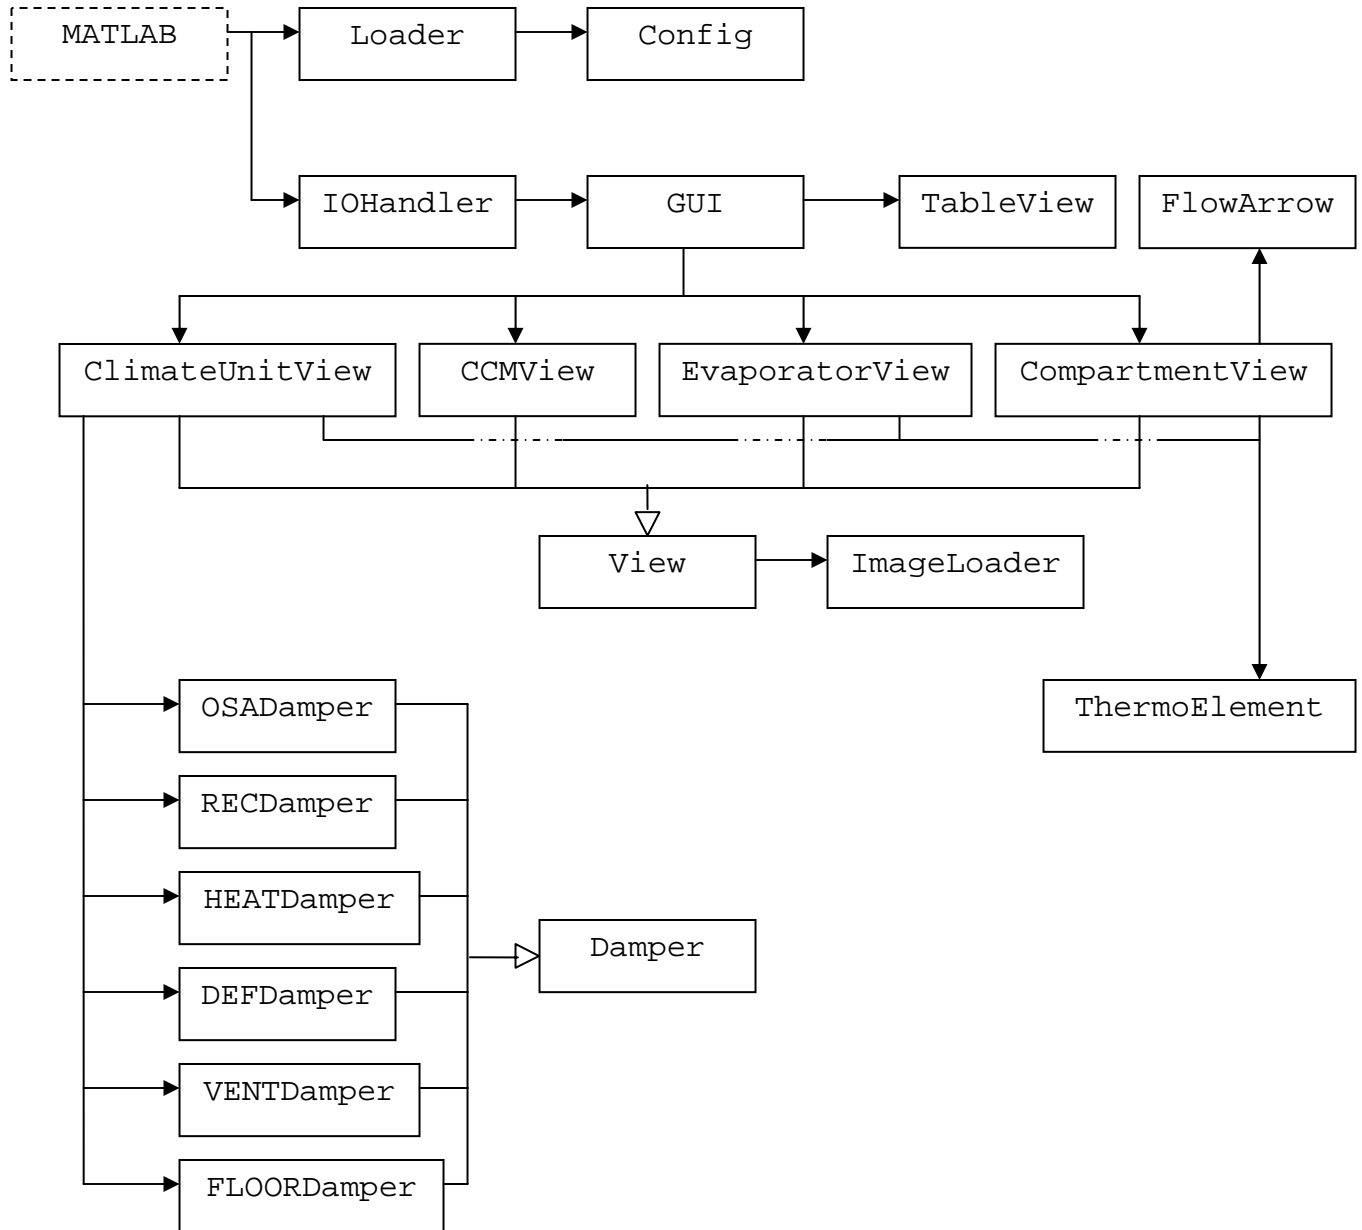 MATLAB
Loader
Config
IOHandler
GUI
TableView
FlowArrow
ClimateUnitView
CCMView
EvaporatorView
CompartmentView
View
ImageLoader
OSADamper
ThermoElement
RECDamper
HEATDamper
Damper
DEFDamper
VENTDamper
FLOORDamper